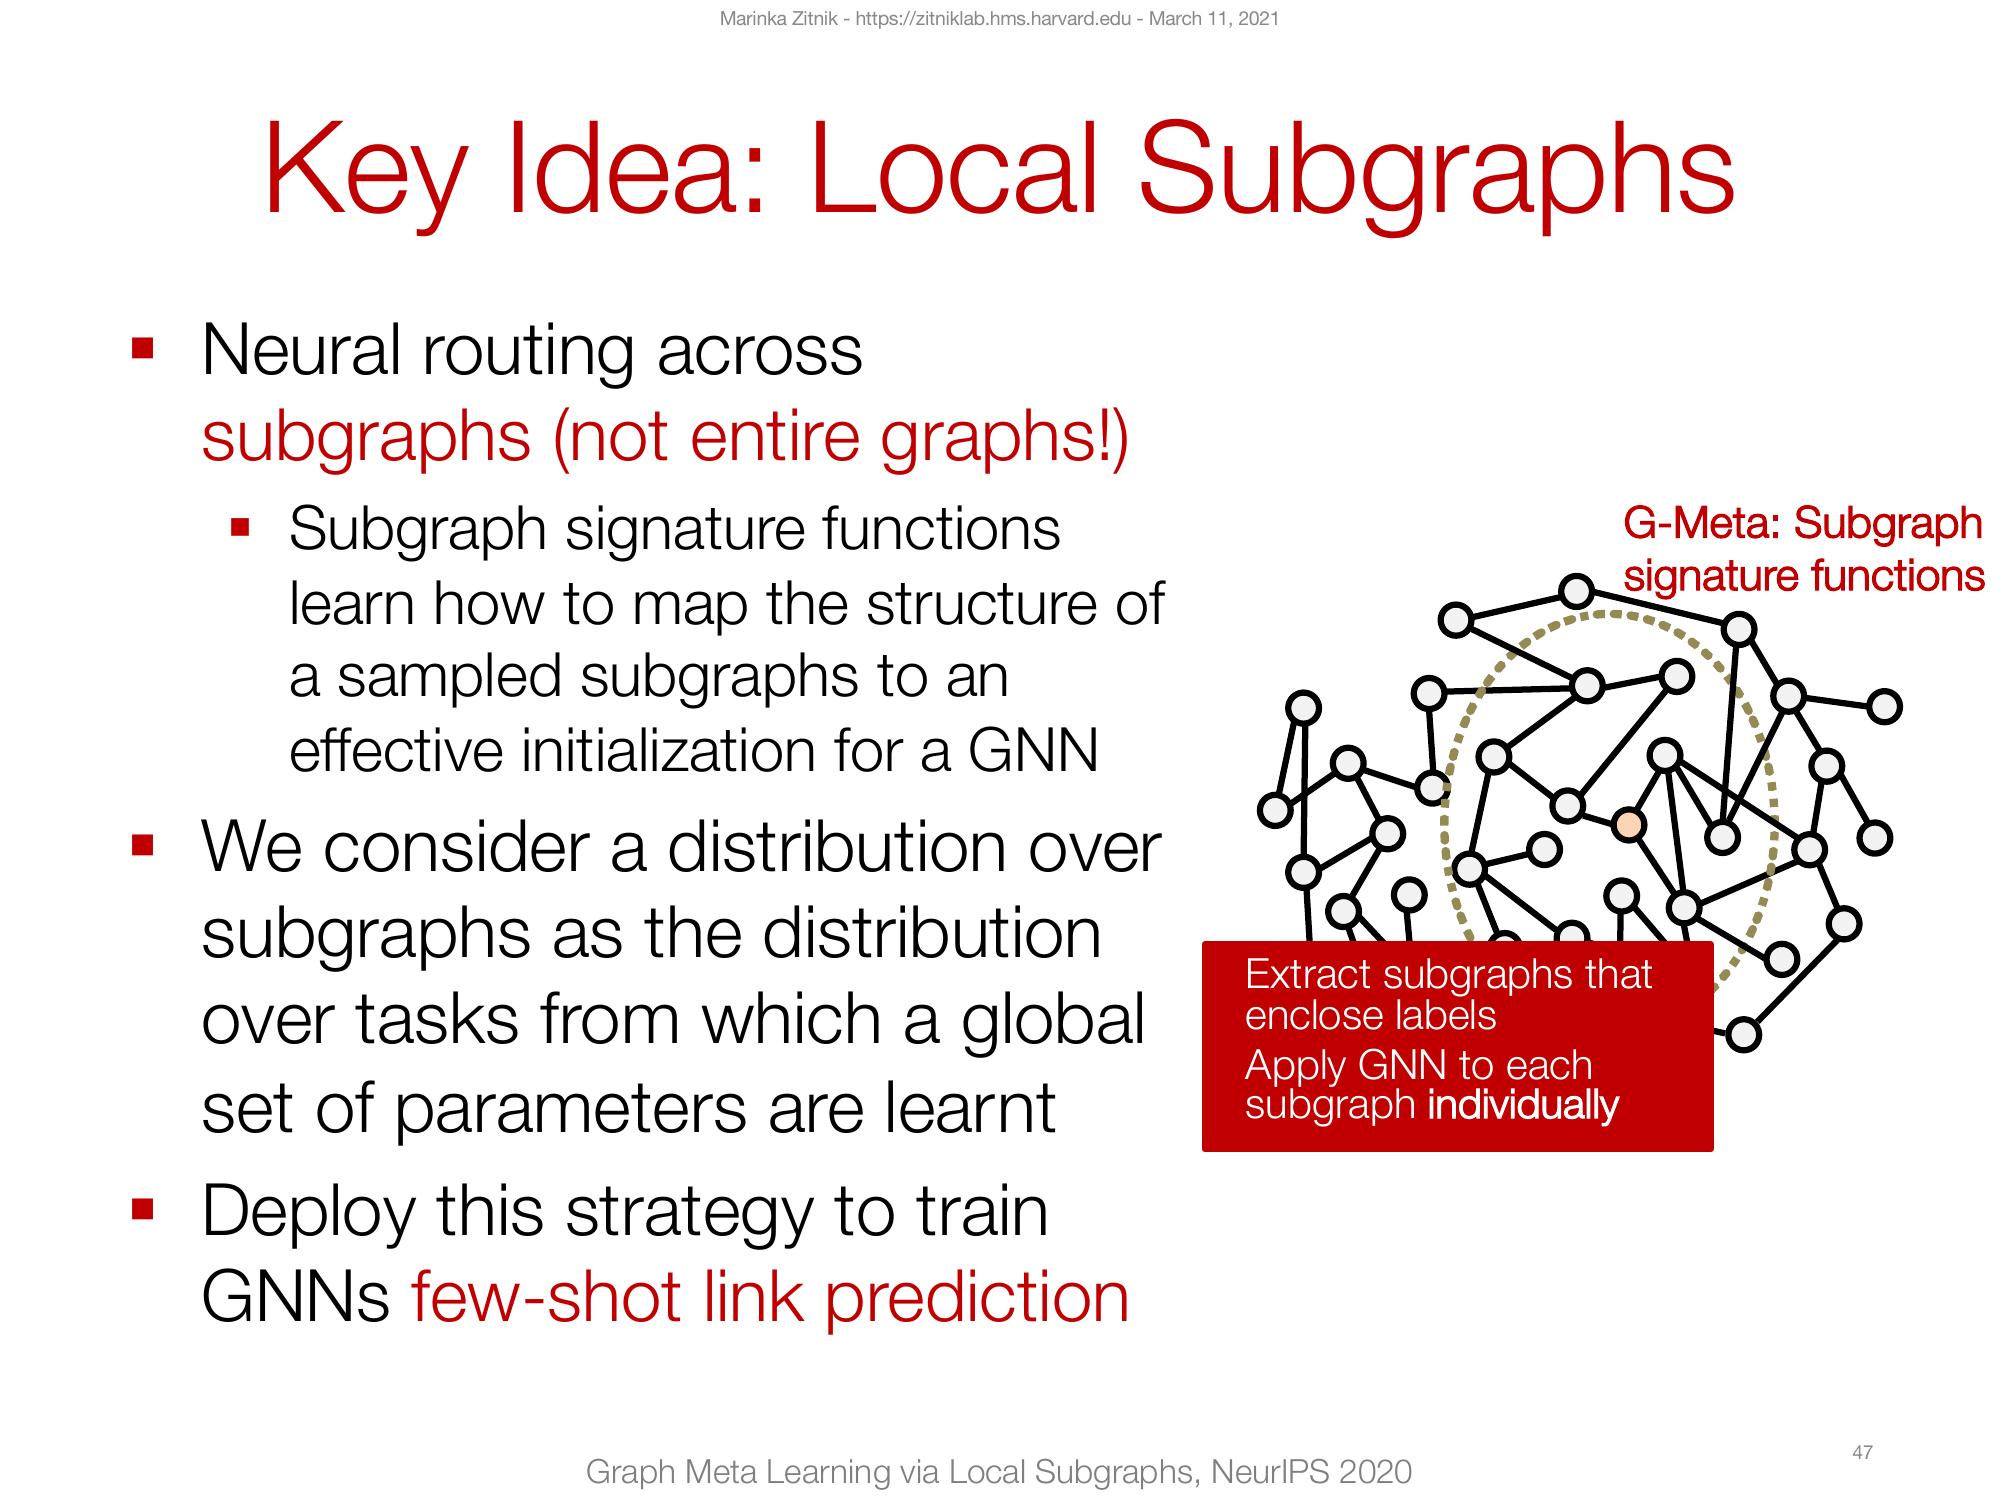 Marinka Zitnik - https://zitniklab.hms.harvard.edu - March 11, 2021
Key Idea: Local Subgraphs
▪ Neural routing across
subgraphs (not entire graphs!)
▪ Subgraph signature functions
learn how to map the structure of
a sampled subgraphs to an
effective initialization for a GNN
▪ We consider a distribution over
subgraphs as the distribution
over tasks from which a global
set of parameters are learnt
▪ Deploy this strategy to train
GNNs few-shot link prediction
G-Meta: Subgraph
signature functions
Extract subgraphs that
enclose labels
Apply GNN to each
subgraph individually
Graph Meta Learning via Local Subgraphs, NeurIPS 2020
47